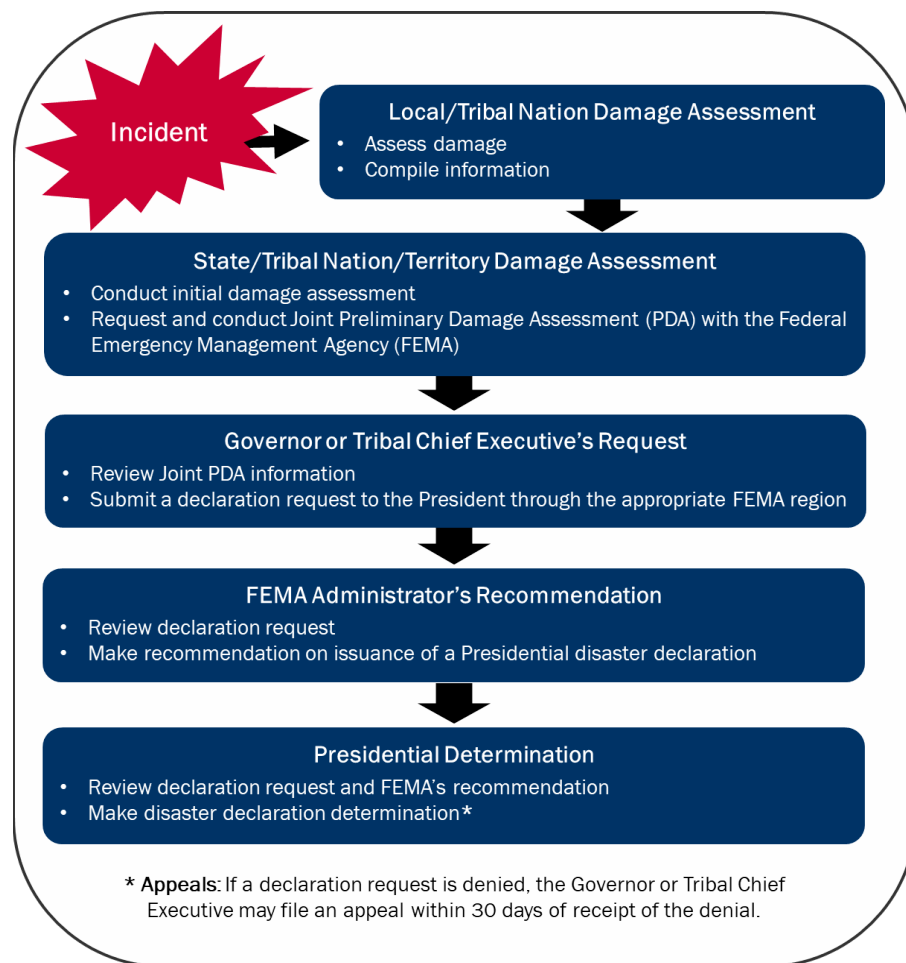 Incident
Local/Tribal Nation Damage Assessment
• Assess damage
• Compile information
State/Tribal Nation/Territory Damage Assessment
• Conduct initial damage assessment
• Request and conduct Joint Preliminary Damage Assessment (PDA) with the Federal
Emergency Management Agency (FEMA)
Governor or Tribal Chief Executive's Request
• Review Joint PDA information
• Submit a declaration request to the President through the appropriate FEMA region
FEMA Administrator's Recommendation
• Review declaration request
• Make recommendation on issuance of a Presidential disaster declaration
Presidential Determination
• Review declaration request and FEMA's recommendation
• Make disaster declaration determination*
* Appeals: If a declaration request is denied, the Governor or Tribal Chief
Executive may file an appeal within 30 days of receipt of the denial.